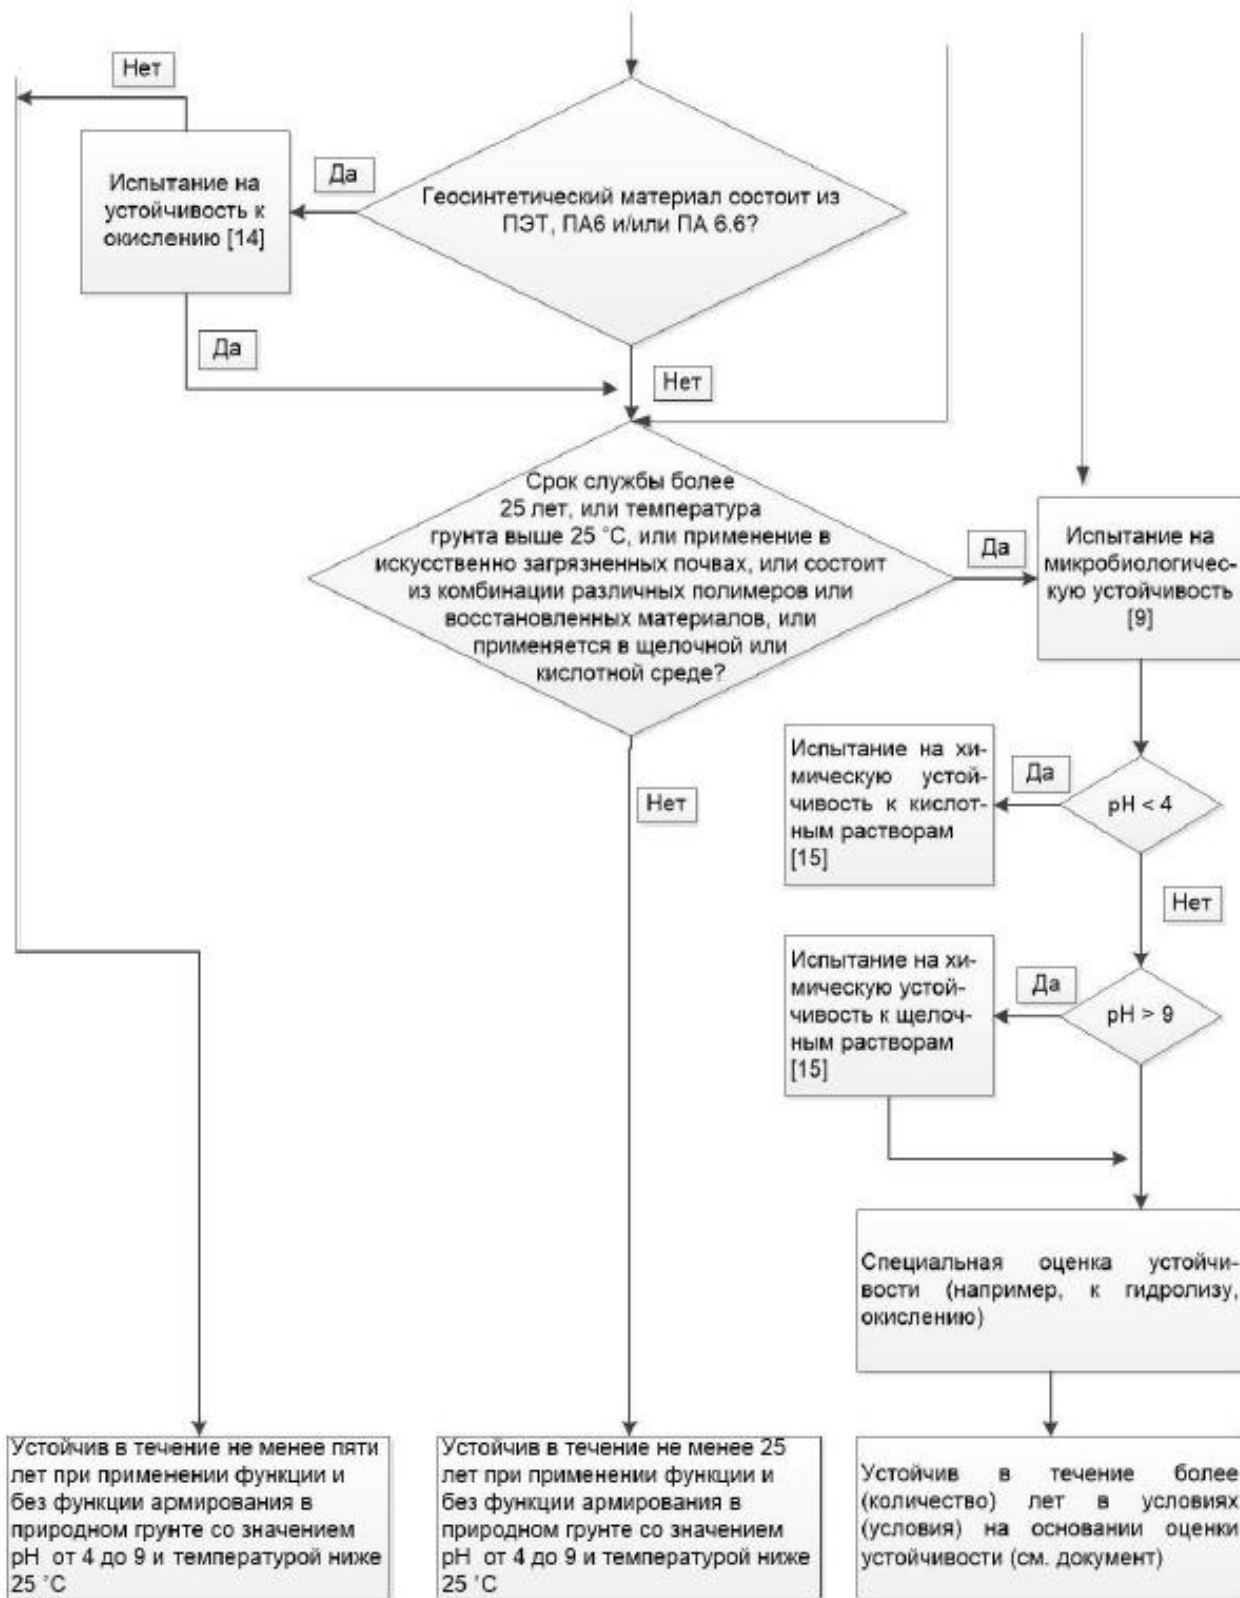 Нет
Испытание на
устойчивость к
окислению [14]
Да
Геосинтетический материал состоит из
ПЭТ, ПА6 и/или ПА 6.6?
Да
Нет
Срок службы более
25 лет, или температура
грунта выше 25 °С, или применение в
искусственно загрязненных почвах, или состоит
из комбинации различных полимеров или
восстановленных материалов, или
применяется в щелочной или
кислотной среде?
Да
Испытание на
микробиологичес-
кую устойчивость
[9]
Нет
Испытание на хи-
мическую устой-
чивость к кислот-
ным растворам
[15]
Да
pH < 4
Нет
Испытание на хи-
мическую устой-
чивость к щелоч-
ным растворам
[15]
Да
pH > 9
Специальная оценка устойчи-
вости (например, к гидролизу,
окислению)
Устойчив в течение не менее пяти
лет при применении функции и
без функции армирования в
природном грунте со значением
pH от 4 до 9 и температурой ниже
25 °С
Устойчив в течение не менее 25
лет при применении функции и
без функции армирования в
природном грунте со значением
pH от 4 до 9 и температурой ниже
25 °С
Устойчив в течение более
(количество) лет в условиях
(условия) на основании оценки
устойчивости (см. документ)